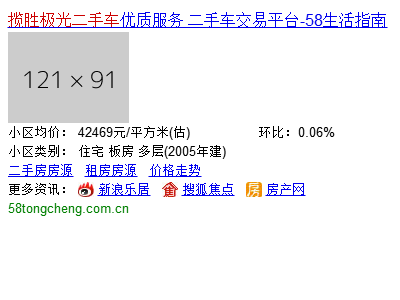 揽胜极光二手车优质服务 二手车交易平台-58生活指南
121 × 91
小区均价： 42469元/平方米(估) 环比：0.06%
小区类别： 住宅 板房 多层(2005年建)
二手房房源 租房房源 价格走势
更多资讯： 新浪乐居 搜狐焦点 房产网
58tongcheng.com.cn